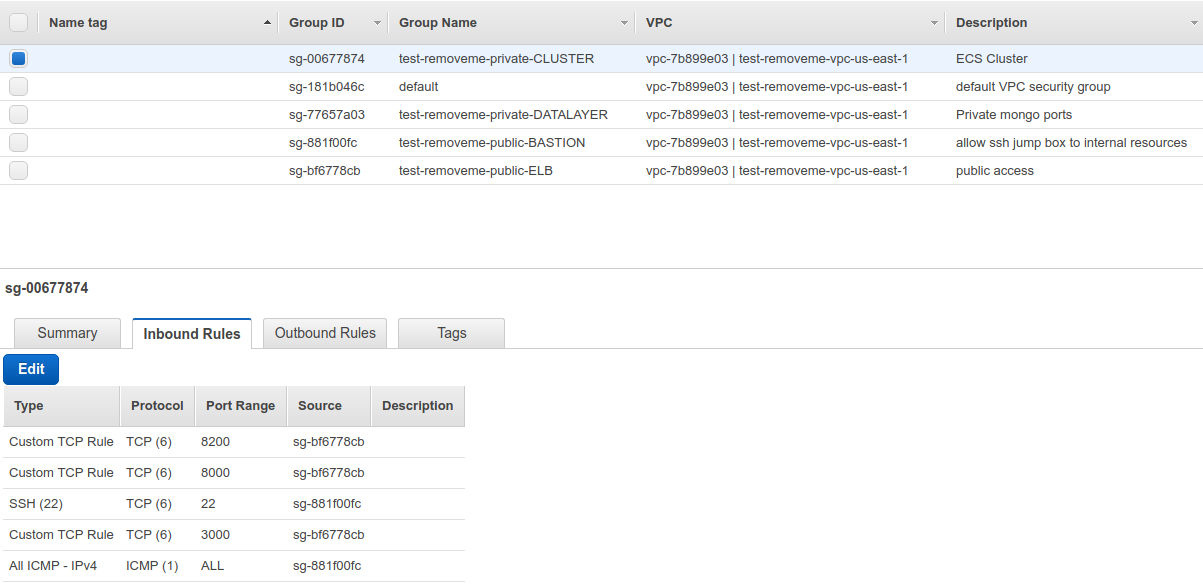 Name tag Group ID Group Name VPC Description
sg-00677874 test-removeme-private-CLUSTER vpc-7b899e03 | test-removeme-vpc-us-east-1 ECS Cluster
sg-181b046c default vpc-7b899e03 | test-removeme-vpc-us-east-1 default VPC security group
sg-77657a03 test-removeme-private-DATALAYER vpc-7b899e03 | test-removeme-vpc-us-east-1 Private mongo ports
sg-881f00fc test-removeme-public-BASTION vpc-7b899e03 | test-removeme-vpc-us-east-1 allow ssh jump box to internal resources
sg-bf6778cb test-removeme-public-ELB vpc-7b899e03 | test-removeme-vpc-us-east-1 public access
sg-00677874
Summary Inbound Rules Outbound Rules Tags
Edit
Type Protocol Port Range Source Description
Custom TCP Rule TCP (6) 8200 sg-bf6778cb
Custom TCP Rule TCP (6) 8000 sg-bf6778cb
SSH (22) TCP (6) 22 sg-881f00fc
Custom TCP Rule TCP (6) 3000 sg-bf6778cb
All ICMP - IPv4 ICMP (1) ALL sg-881f00fc